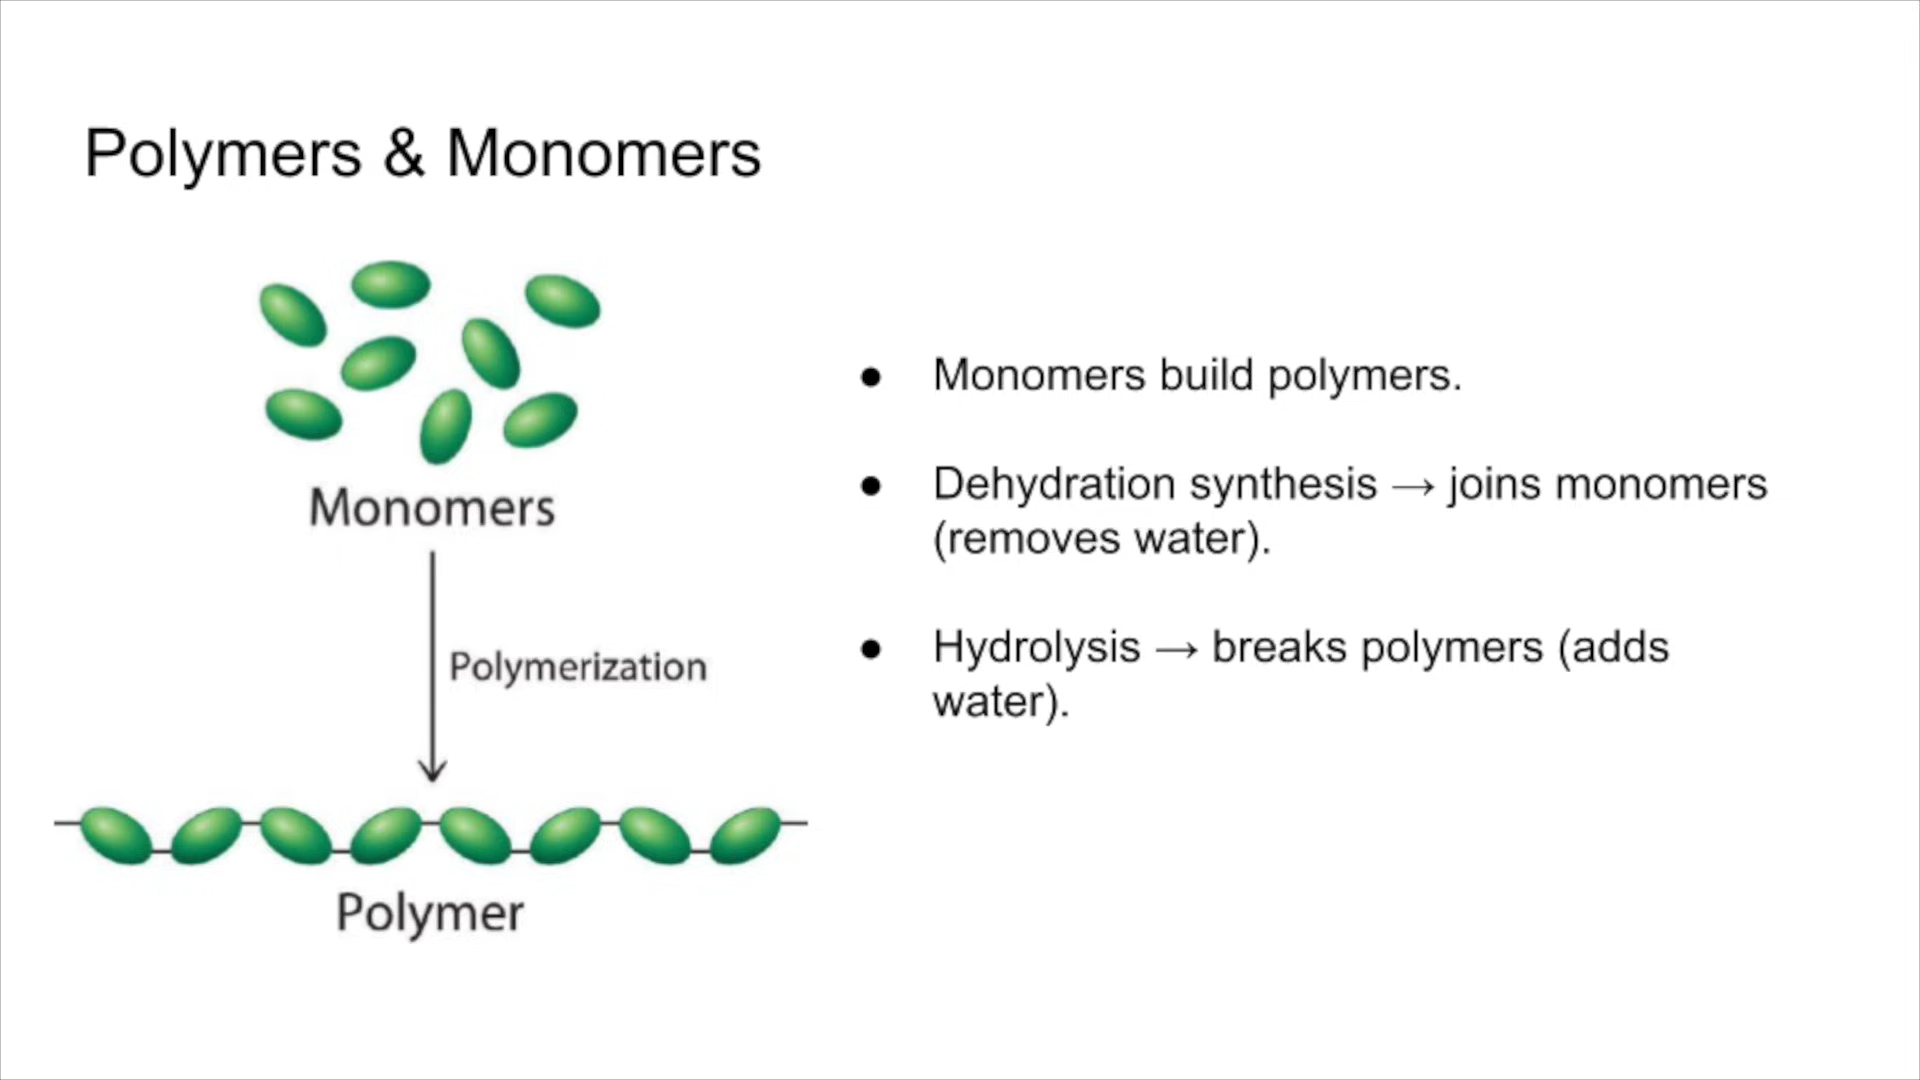 Polymers & Monomers
Monomers
Polymerization
Polymer
● Monomers build polymers.
● Dehydration synthesis → joins monomers
(removes water).
● Hydrolysis → breaks polymers (adds
water).